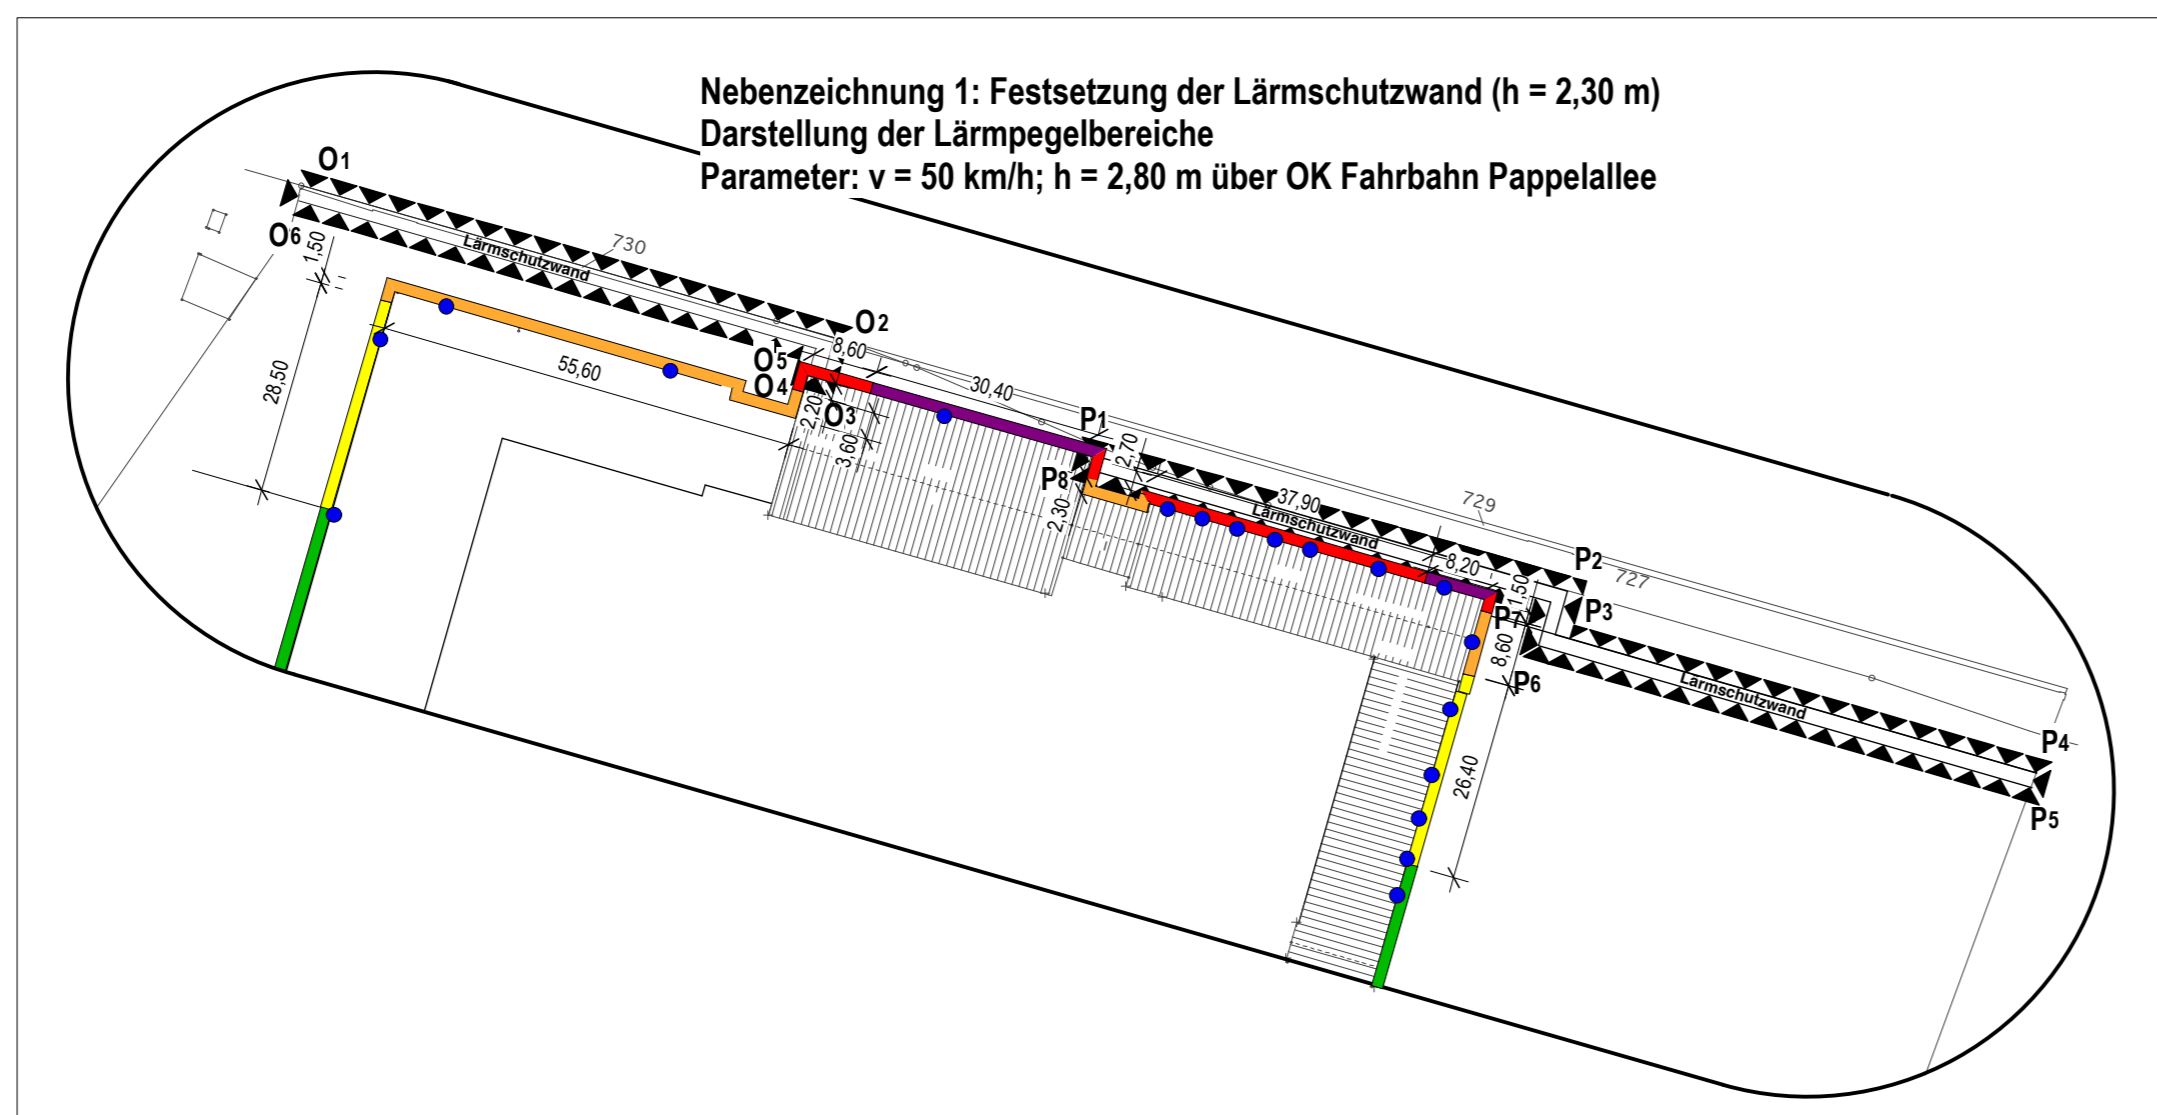 Nebenzeichnung 1: Festsetzung der Lärmschutzwand (h = 2,30 m)
Darstellung der Lärmpegelbereiche
Parameter: v = 50 km/h; h = 2,80 m über OK Fahrbahn Pappelallee
O1
O6
1,50
Lärmschutzwand
730
O2
8,60
O5
O4
55,60
28,50
2,20
O3
3,60
30,40
P1
2,70
P8
2,30
37,90
Lärmschutzwand
729
8,20
P2
727
1,50
P3
P7
8,60
P6
Lärmschutzwand
26,40
P4
P5